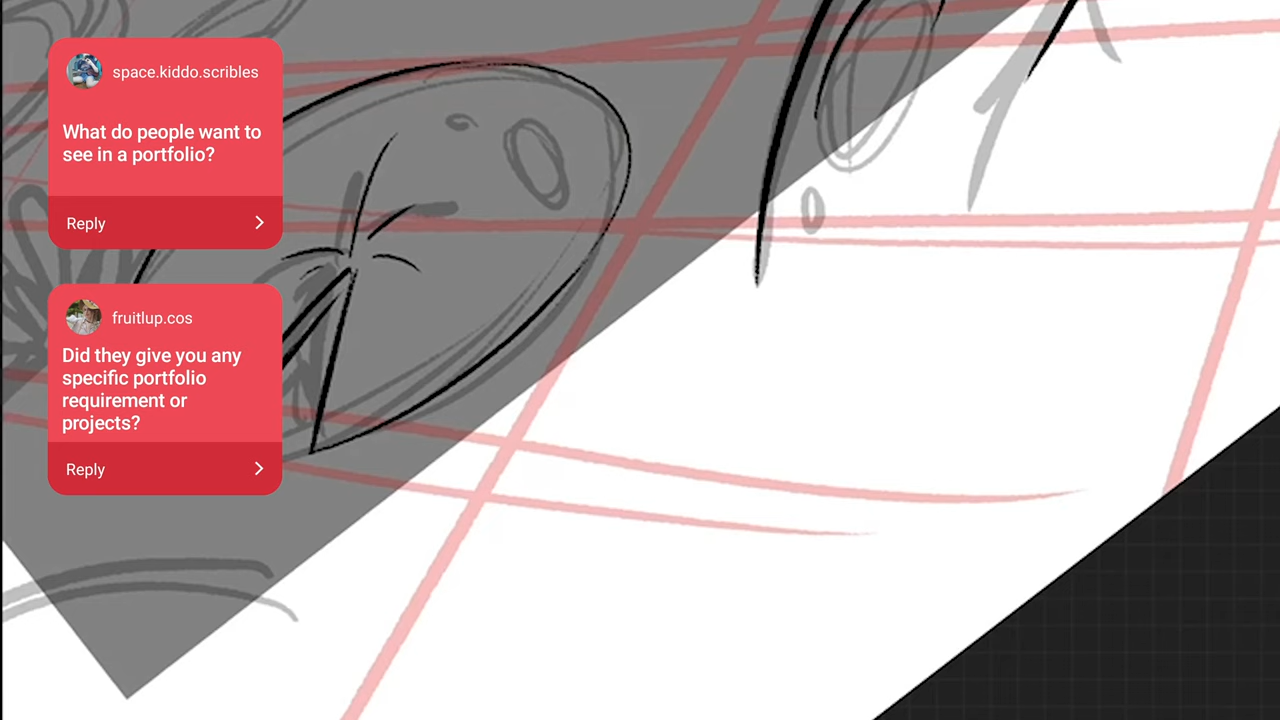 space.kiddo.scribles
What do people want to
see in a portfolio?
Reply
fruitlup.cos
Did they give you any
specific portfolio
requirement or
projects?
Reply